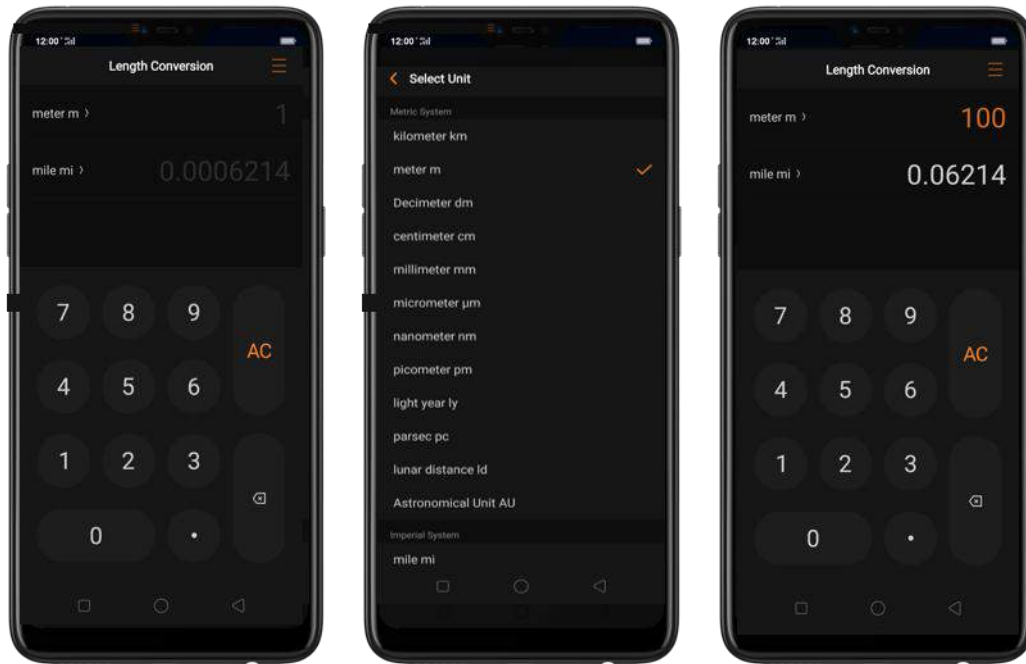 12:00
Length Conversion
meter m
1
mile mi
0.0006214
7
8
9
AC
4
5
6
1
2
3
0
.
12:00
Select Unit
Metric System
kilometer km
meter m
Decimeter dm
centimeter cm
millimeter mm
micrometer µm
nanometer nm
picometer pm
light year ly
parsec pc
lunar distance ld
Astronomical Unit AU
Imperial System
mile mi
12:00
Length Conversion
meter m
100
mile mi
0.06214
7
8
9
AC
4
5
6
1
2
3
0
.